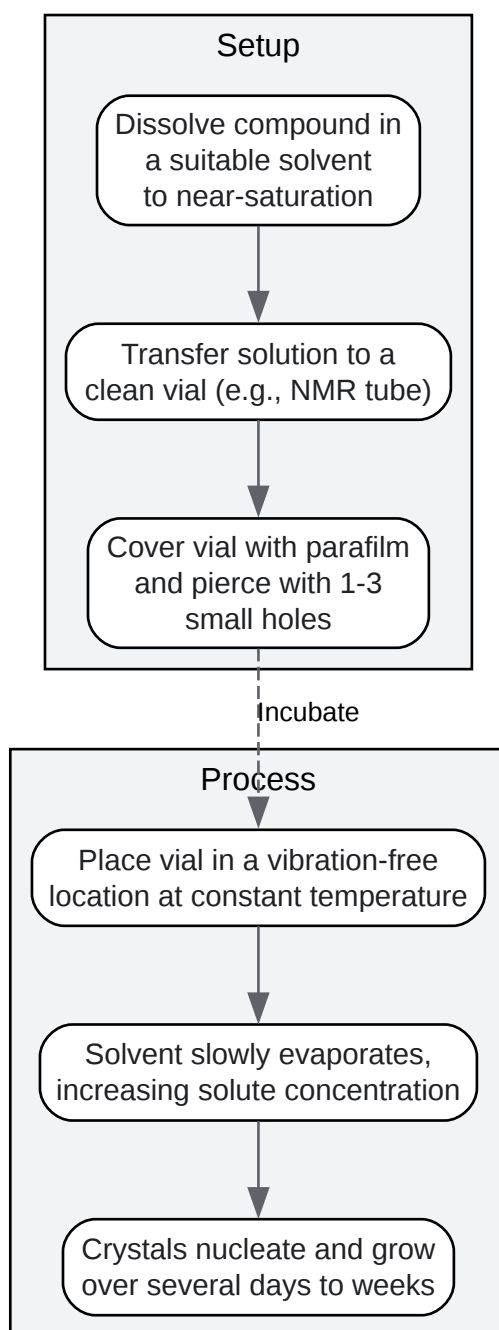 Setup
Dissolve compound in
a suitable solvent
to near-saturation
Transfer solution to a
clean vial (e.g., NMR tube)
Cover vial with parafilm
and pierce with 1-3
small holes
Incubate
Process
Place vial in a vibration-free
location at constant temperature
Solvent slowly evaporates,
increasing solute concentration
Crystals nucleate and grow
over several days to weeks